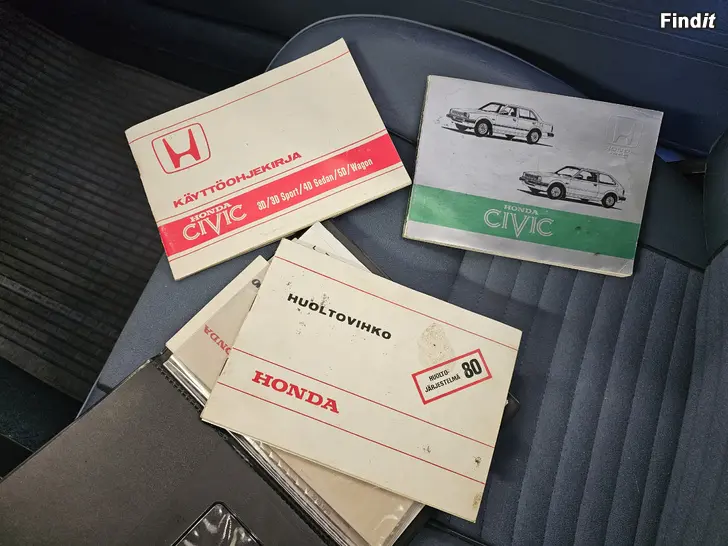 Findit
KÄYTTÖOHJEKIRJA
HONDA
CIVIC
3D/3D Sport/4D Sedan/5D/Wagon
HONDA
CIVIC
HUOLTOVIHKO
HONDA
HUOLTO-
JÄRJESTELMÄ 80